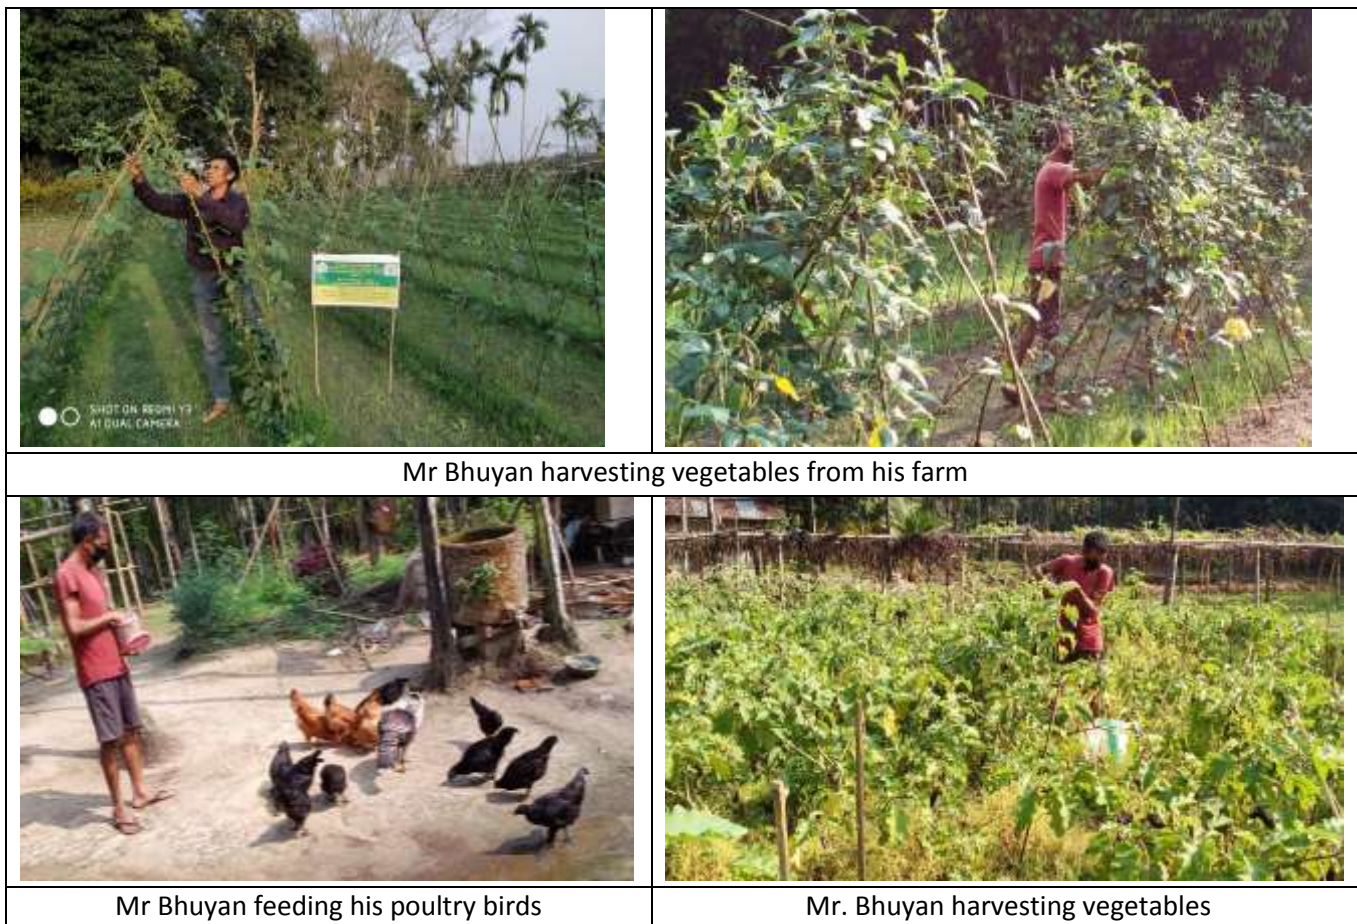 SHOT ON REDMI Y3
AI DUAL CAMERA
Mr Bhuyan harvesting vegetables from his farm
Mr Bhuyan feeding his poultry birds
Mr. Bhuyan harvesting vegetables